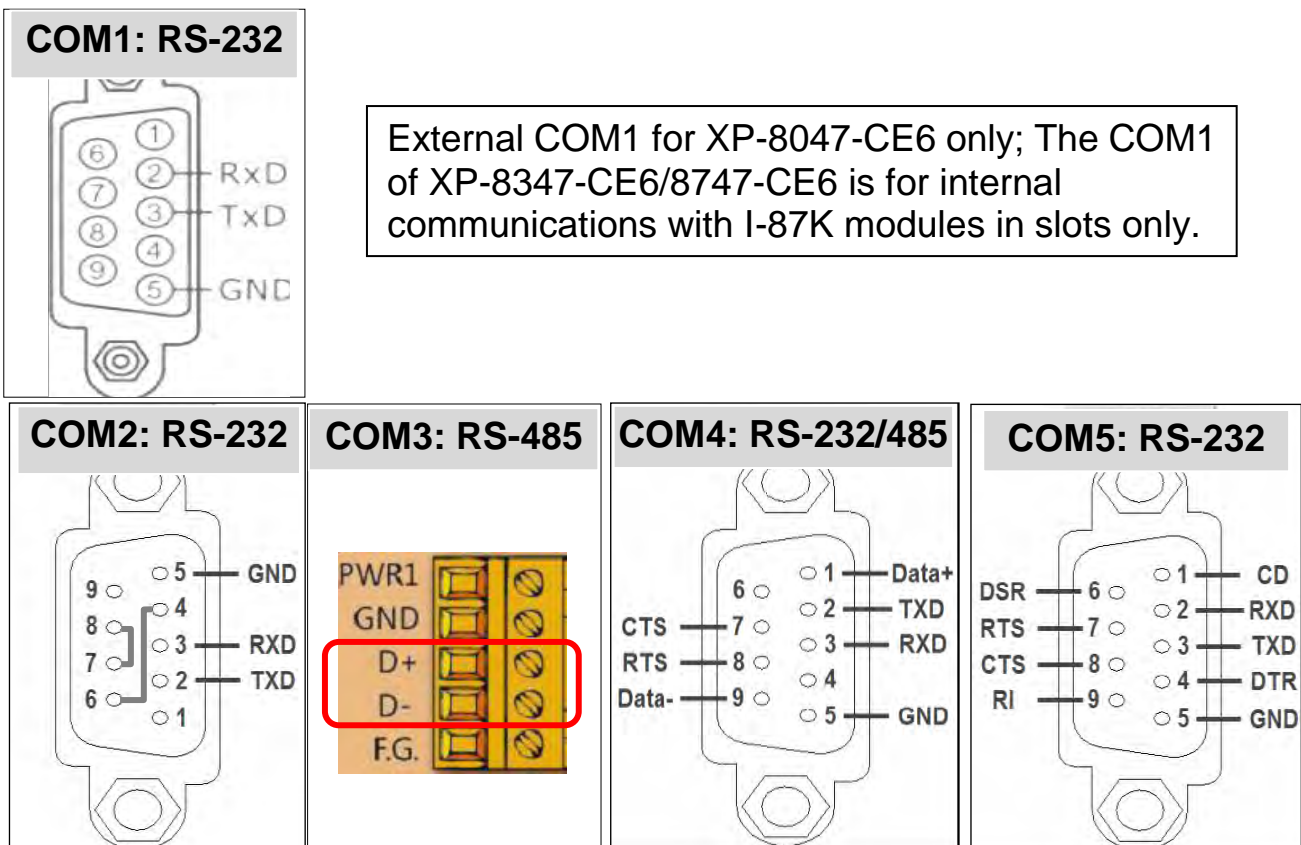 COM1: RS-232
1
6
2
RxD
7
3
TxD
8
4
9
5
GND
External COM1 for XP-8047-CE6 only; The COM1
of XP-8347-CE6/8747-CE6 is for internal
communications with I-87K modules in slots only.
COM2: RS-232
9
5
GND
8
4
7
3
RXD
6
2
TXD
1
COM3: RS-485
PWR1
GND
D+
D-
F.G.
COM4: RS-232/485
6
1
Data+
CTS
7
2
TXD
RTS
8
3
RXD
Data-
9
4
5
GND
COM5: RS-232
DSR
6
1
CD
RTS
7
2
RXD
CTS
8
3
TXD
RI
9
4
DTR
5
GND